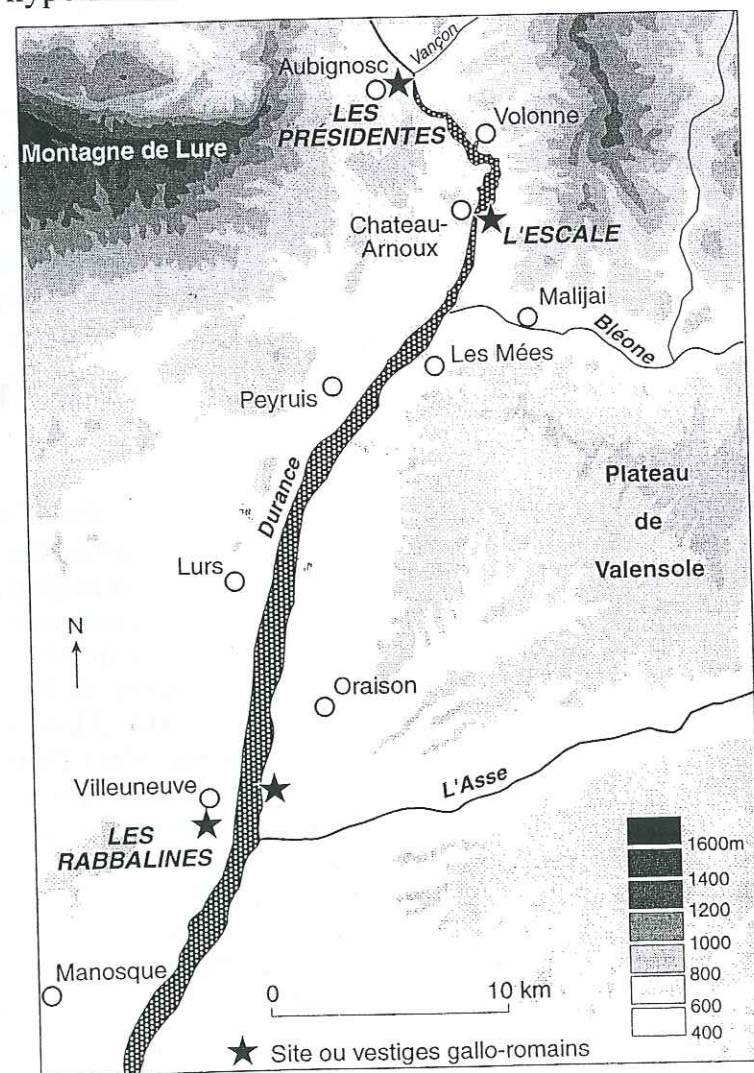 Vançon
Aubignosc
LES
PRÉSIDENTES
Volonne
Montagne de Lure
Chateau-
Arnoux
L'ESCALE
Malijai
Bléone
Les Mées
Peyruis
Durance
Plateau
de
Valensole
Lurs
N
Oraison
Villeuneuve
L'Asse
LES
RABBALINES
1600m
1400
1200
1000
800
600
400
Manosque
0 10 km
Site ou vestiges gallo-romains